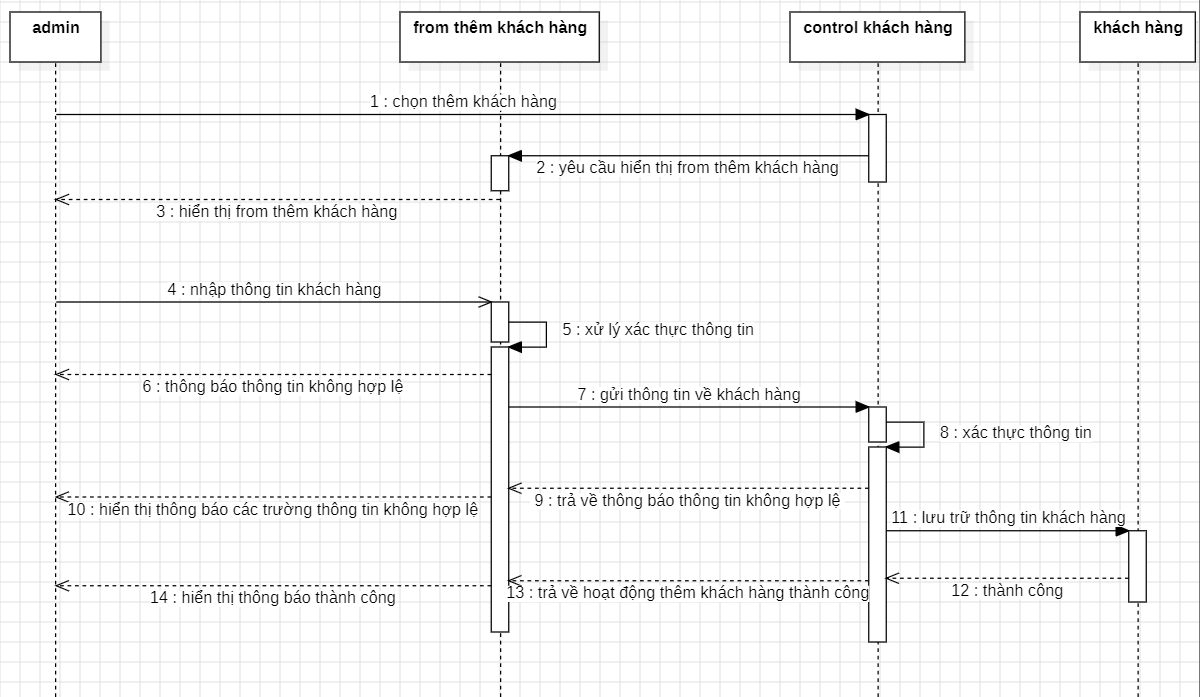 admin
from thêm khách hàng
control khách hàng
khách hàng
1 : chọn thêm khách hàng
2 : yêu cầu hiển thị from thêm khách hàng
3 : hiển thị from thêm khách hàng
4 : nhập thông tin khách hàng
5 : xử lý xác thực thông tin
6 : thông báo thông tin không hợp lệ
7 : gửi thông tin về khách hàng
8 : xác thực thông tin
9 : trả về thông báo thông tin không hợp lệ
10 : hiển thị thông báo các trường thông tin không hợp lệ
11 : lưu trữ thông tin khách hàng
12 : thành công
13 : trả về hoạt động thêm khách hàng thành công
14 : hiển thị thông báo thành công